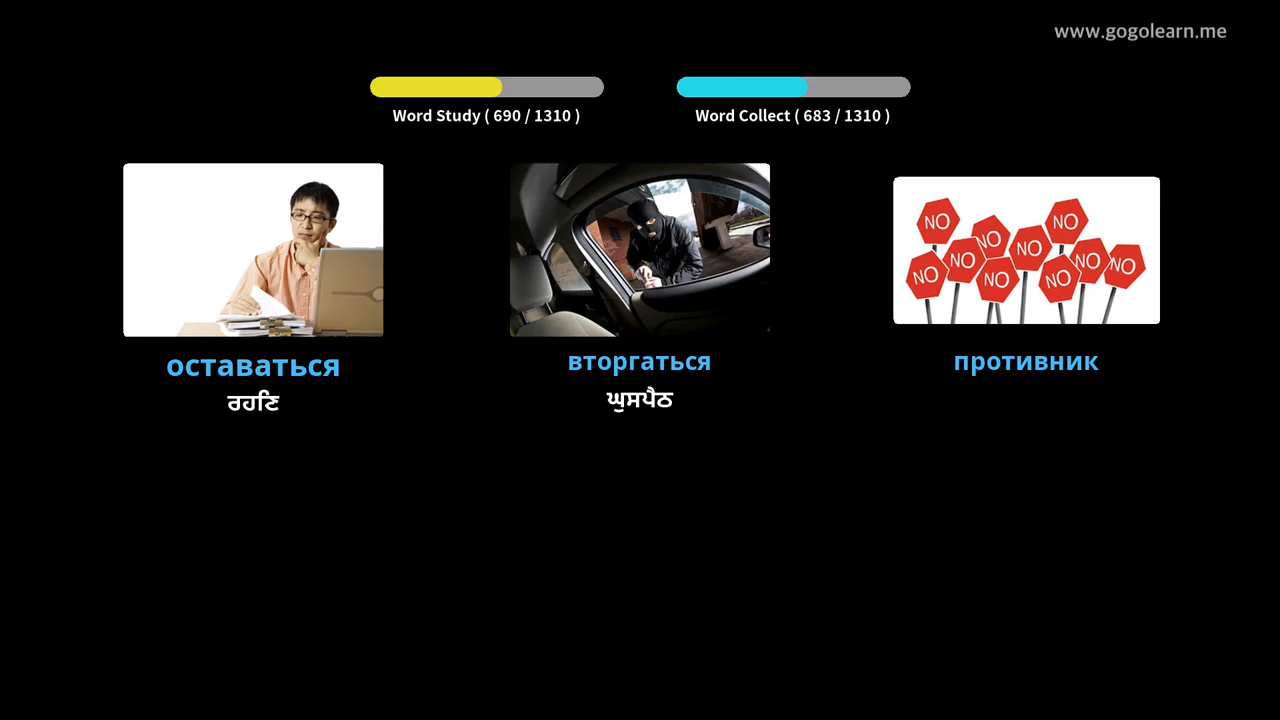 www.gogolearn.me
Word Study ( 690 / 1310 )
Word Collect ( 683 / 1310 )
NO NO NO NO NO NO NO NO NO NO
оставаться
ਰਹਣਿ
вторгаться
ਘੁਸਪੈਠ
противник